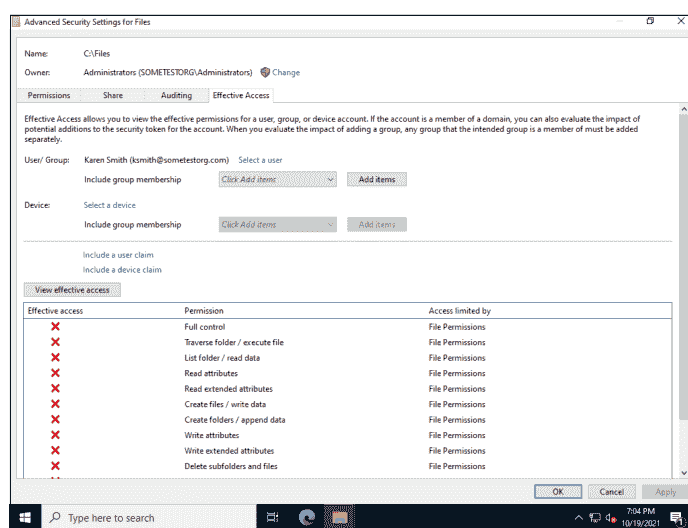 Advanced Security Settings for Files
Name: C:\Files
Owner: Administrators (SOMETESTORG\Administrators) Change
Permissions Share Auditing Effective Access
Effective Access allows you to view the effective permissions for a user, group, or device account. If the account is a member of a domain, you can also evaluate the impact of
potential additions to the security token for the account. When you evaluate the impact of adding a group, any group that the intended group is a member of must be added
separately.
User/ Group: Karen Smith (ksmith@sometestorg.com) Select a user
Include group membership Click Add items Add items
Device: Select a device
Include group membership Click Add items Add items
Include a user claim
Include a device claim
View effective access
Effective access Permission Access limited by
Full control File Permissions
Traverse folder / execute file File Permissions
List folder / read data File Permissions
Read attributes File Permissions
Read extended attributes File Permissions
Create files / write data File Permissions
Create folders / append data File Permissions
Write attributes File Permissions
Write extended attributes File Permissions
Delete subfolders and files File Permissions
OK Cancel Apply
Type here to search
7:04 PM
10/19/2021